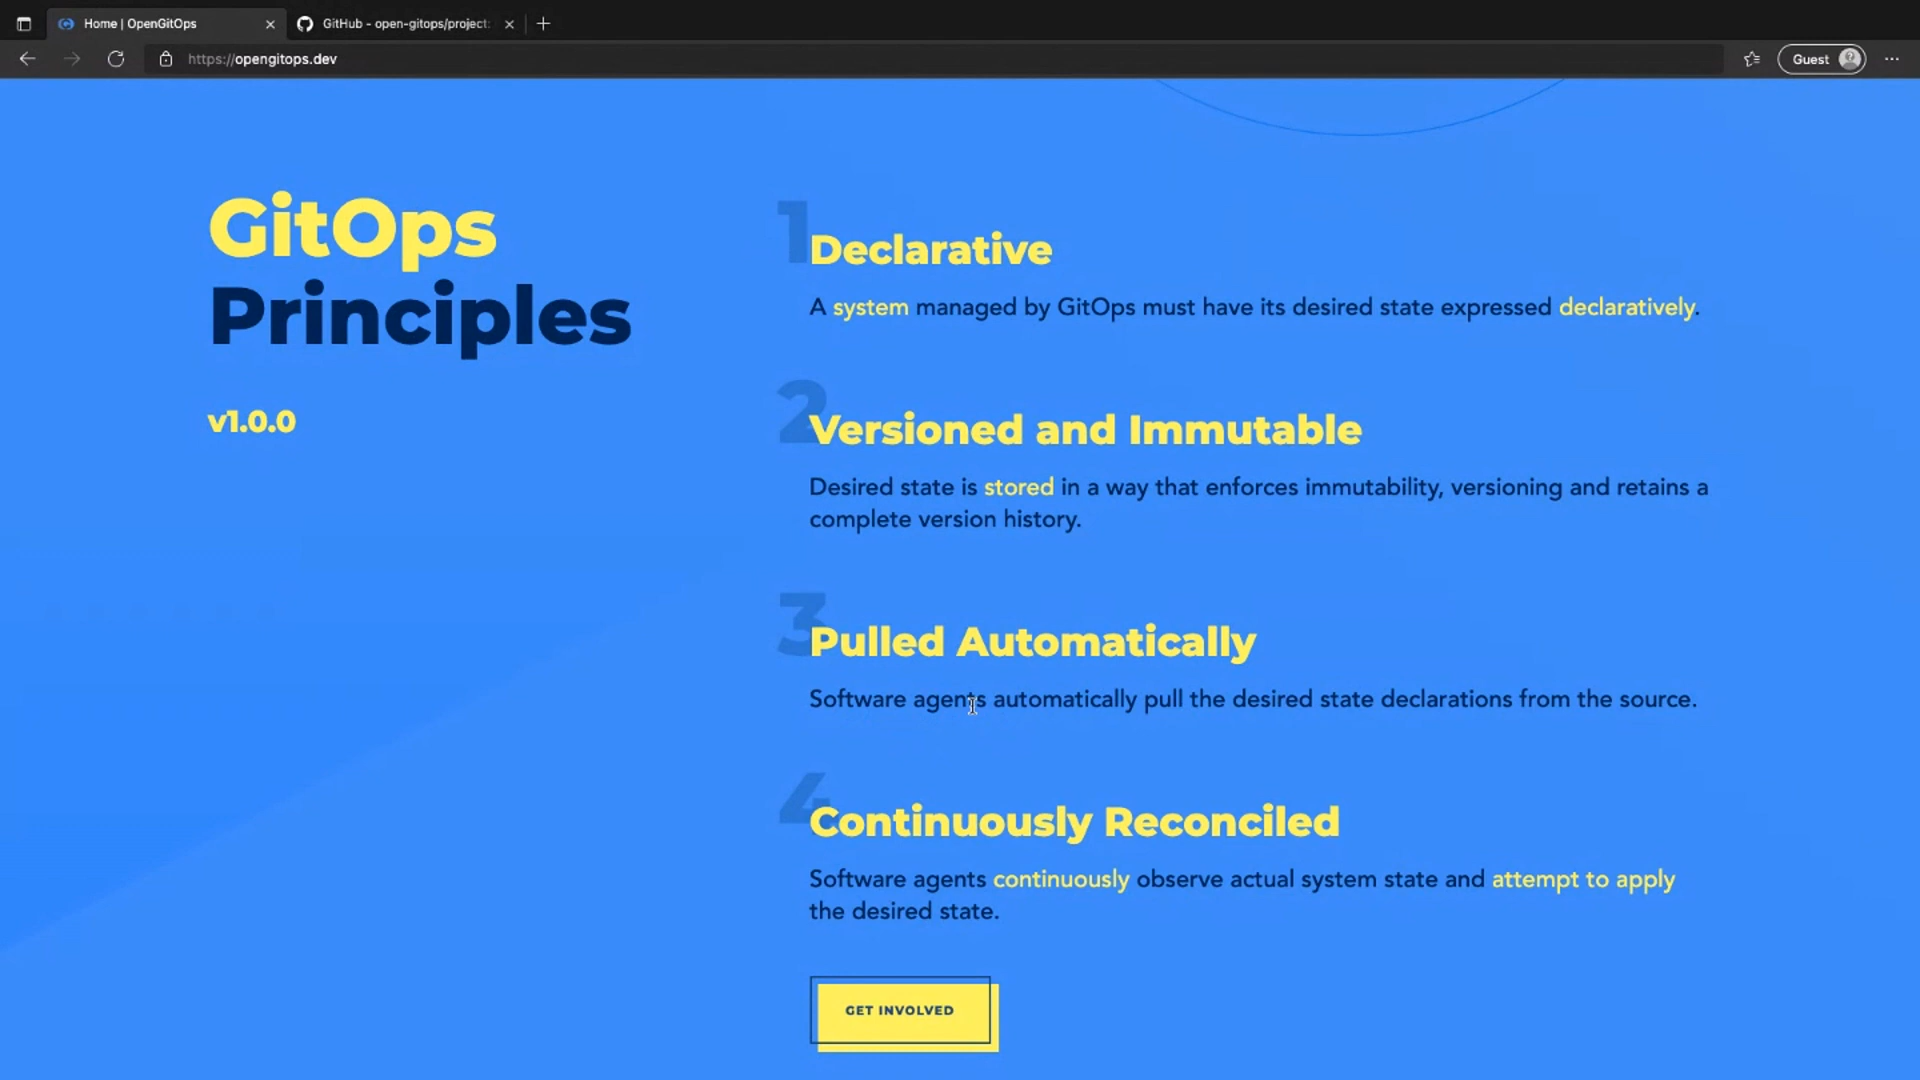 Home | OpenGitOps
GitHub - open-gitops/project:
https://opengitops.dev
Guest
GitOps
Principles
v1.0.0
1
Declarative
A system managed by GitOps must have its desired state expressed declaratively.
2
Versioned and Immutable
Desired state is stored in a way that enforces immutability, versioning and retains a
complete version history.
3
Pulled Automatically
Software agents automatically pull the desired state declarations from the source.
4
Continuously Reconciled
Software agents continuously observe actual system state and attempt to apply
the desired state.
GET INVOLVED